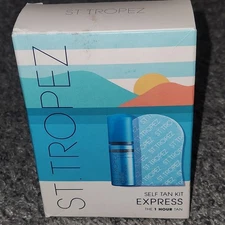 ST.TROPEZ
ST.TROPEZ
SELF TAN KIT
EXPRESS
THE 1 HOUR TAN